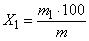 X₁ = m₁ · 100 / m